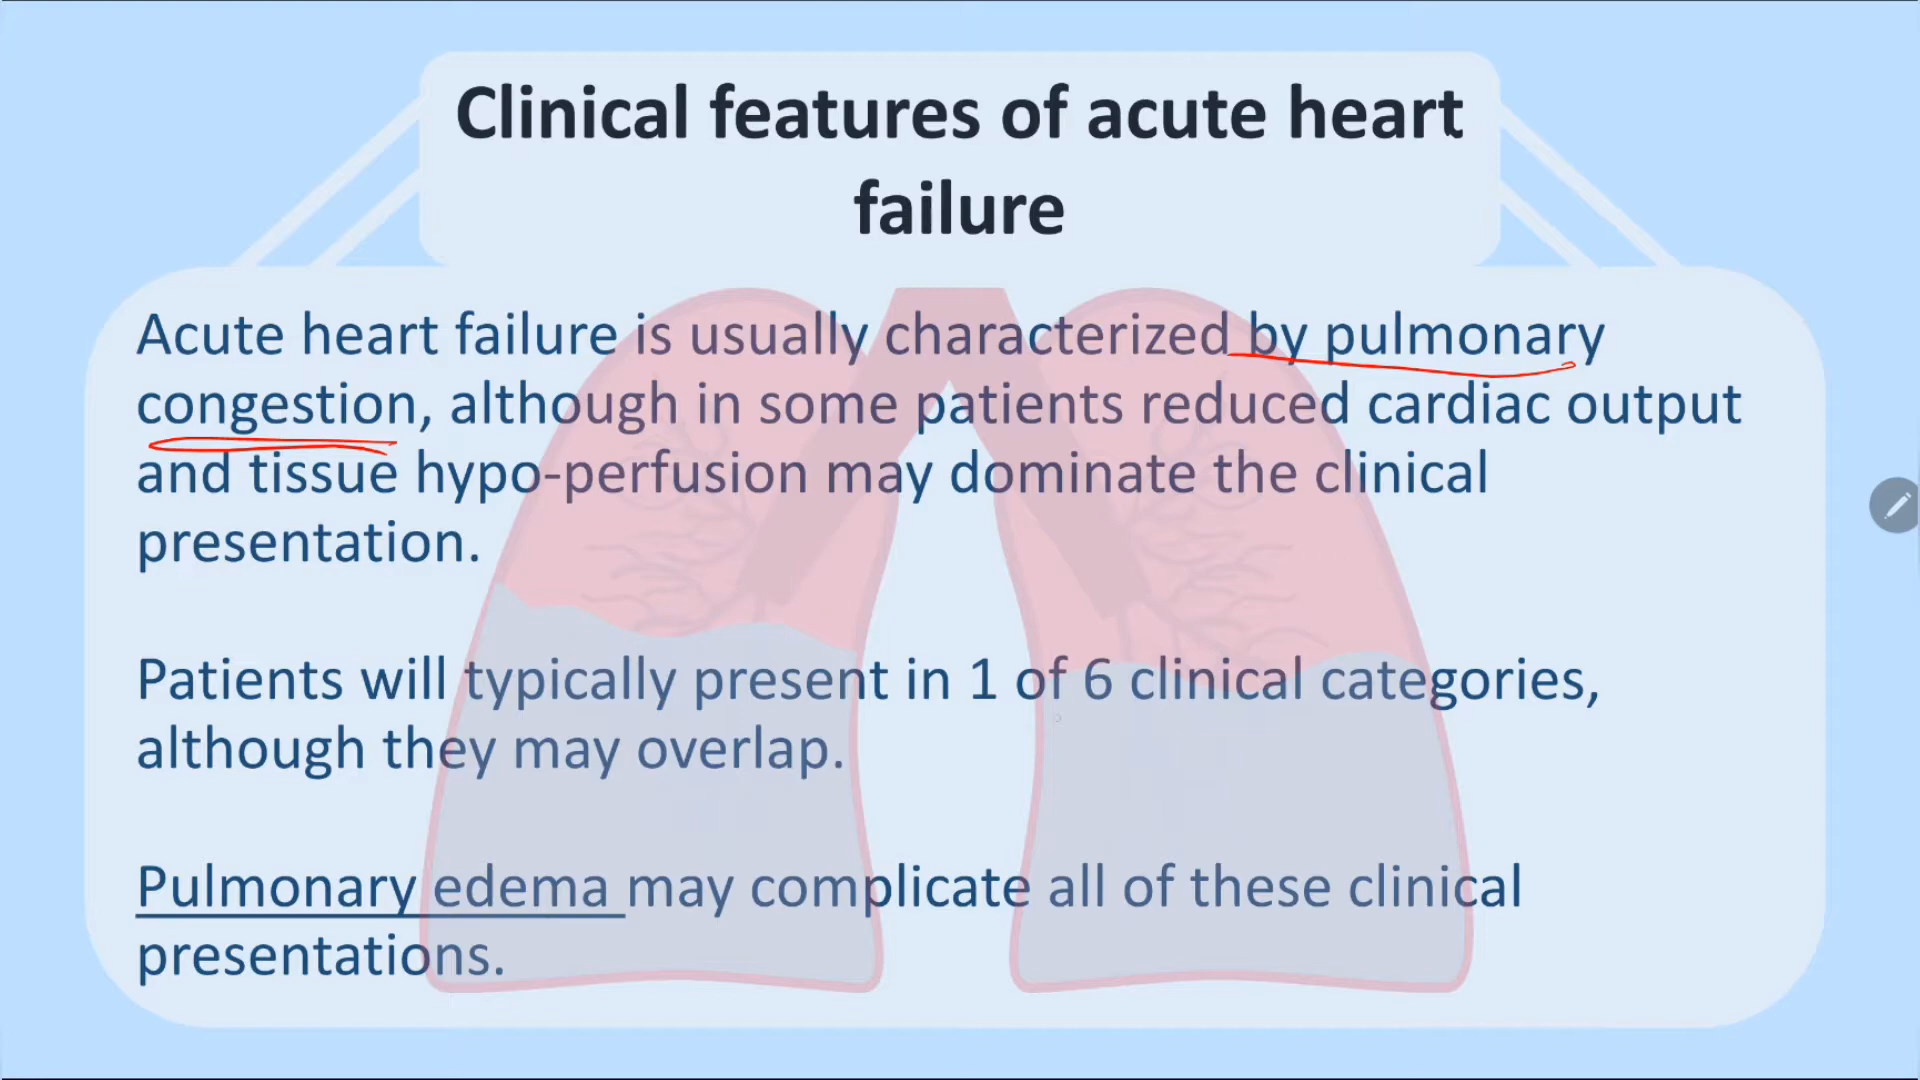 Clinical features of acute heart
failure
Acute heart failure is usually characterized by pulmonary
congestion, although in some patients reduced cardiac output
and tissue hypo-perfusion may dominate the clinical
presentation.
Patients will typically present in 1 of 6 clinical categories,
although they may overlap.
Pulmonary edema may complicate all of these clinical
presentations.